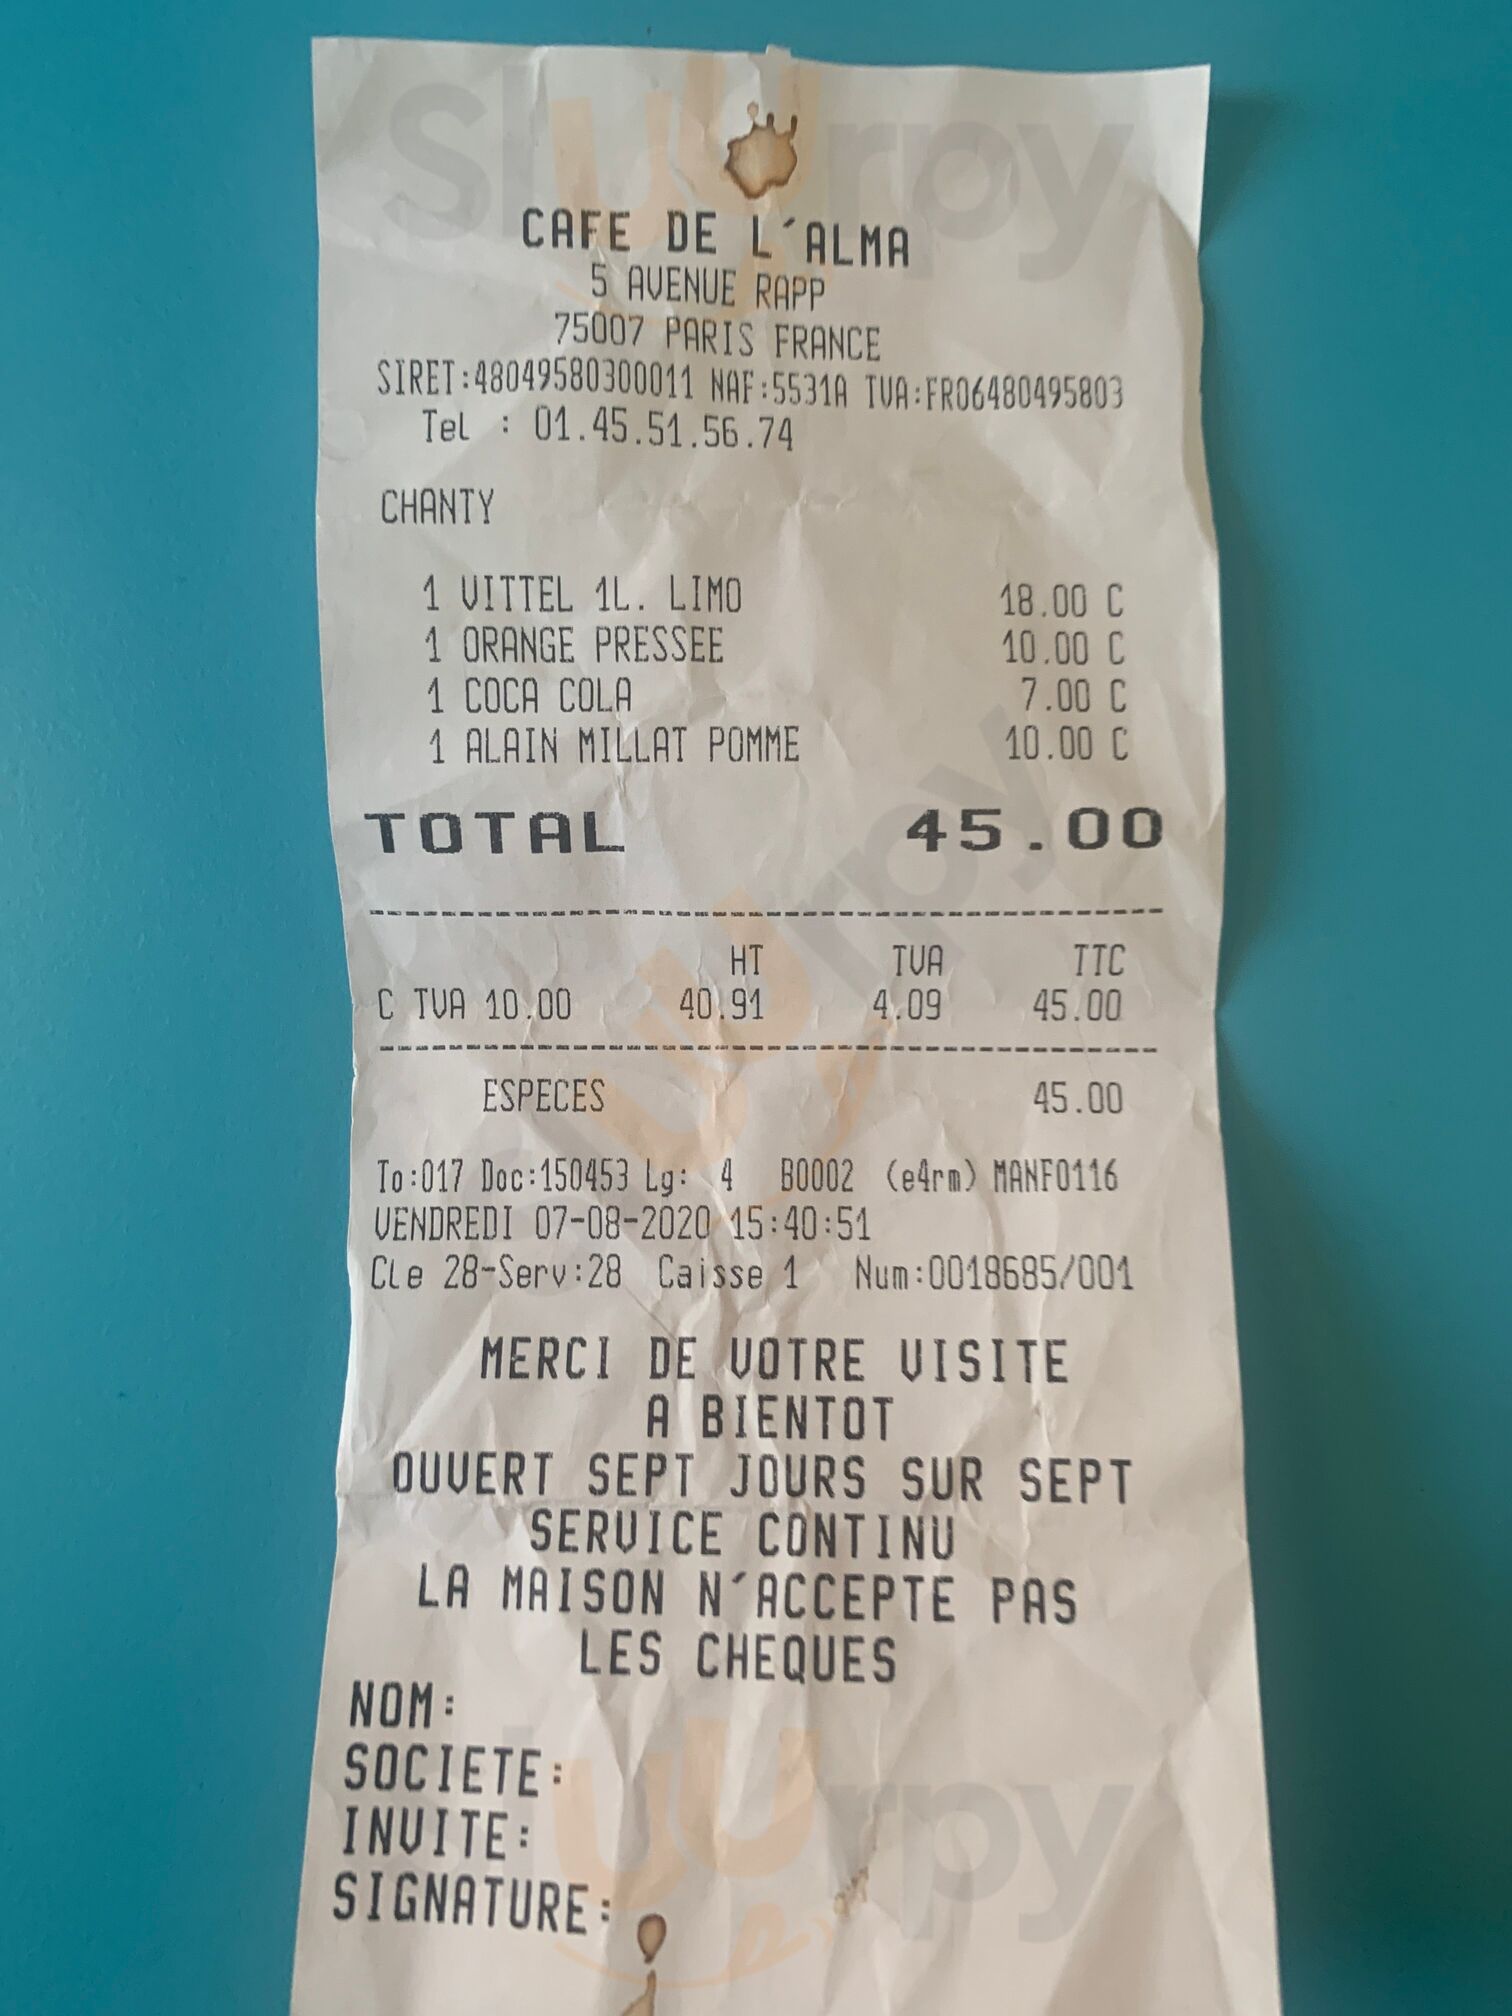 CAFE DE L´ALMA
5 AVENUE RAPP
75007 PARIS FRANCE
SIRET:48049580300011 NAF:5531A TVA:FR06480495803
Tel : 01.45.51.56.74
CHANTY
1 VITTEL 1L. LIMO 18.00 C
1 ORANGE PRESSEE 10.00 C
1 COCA COLA 7.00 C
1 ALAIN MILLAT POMME 10.00 C
TOTAL 45.00
HT TVA TTC
C TVA 10.00 40.91 4.09 45.00
ESPECES 45.00
To:017 Doc:150453 Lg: 4 B0002 (e4rm) MANF0116
VENDREDI 07-08-2020 15:40:51
Cle 28-Serv:28 Caisse 1 Num:0018685/001
MERCI DE VOTRE VISITE
A BIENTOT
OUVERT SEPT JOURS SUR SEPT
SERVICE CONTINU
LA MAISON N´ACCEPTE PAS
LES CHEQUES
NOM:
SOCIETE:
INVITE:
SIGNATURE:
Sluurpy
Sluurpy
Sluurpy